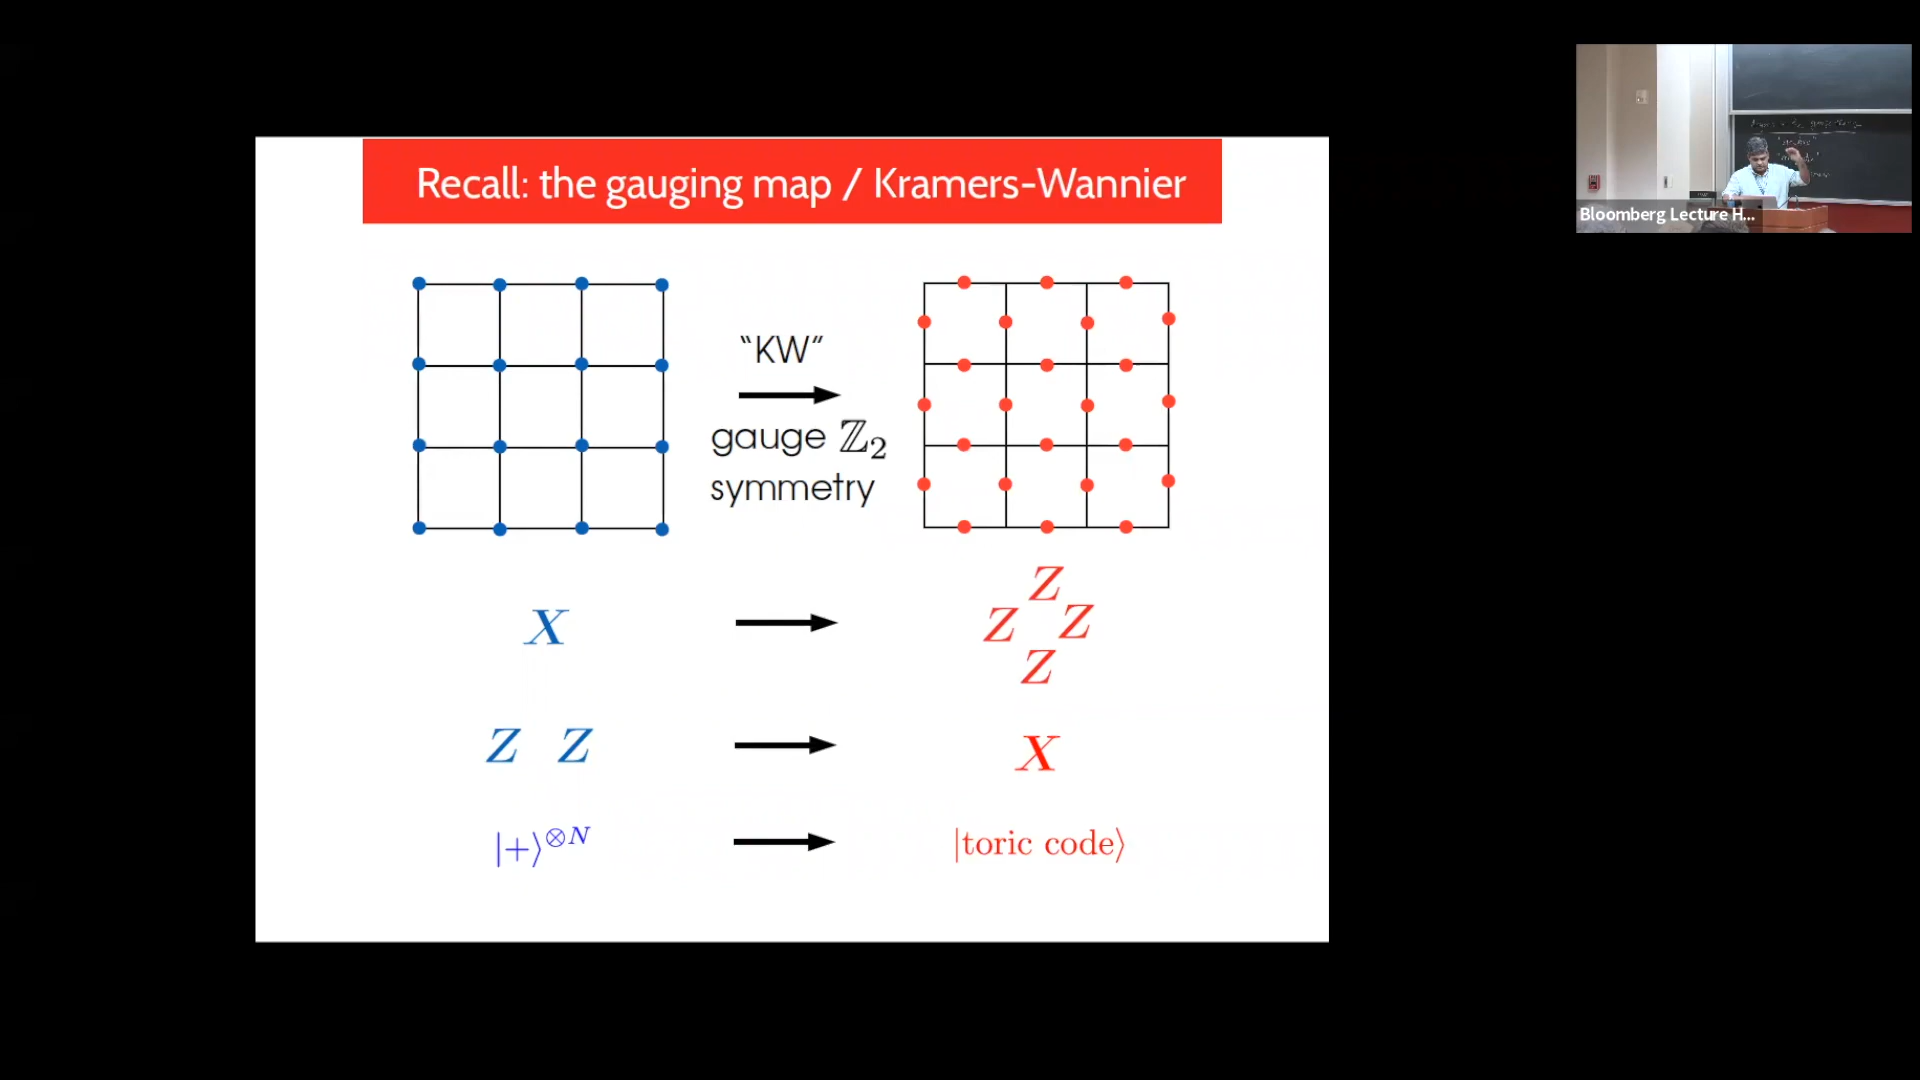 Recall: the gauging map / Kramers-Wannier
“KW”
gauge ℤ₂
symmetry
X
Z
Z Z
Z
Z Z
X
|+⟩⊗N
|toric code⟩
Bloomberg Lecture H...